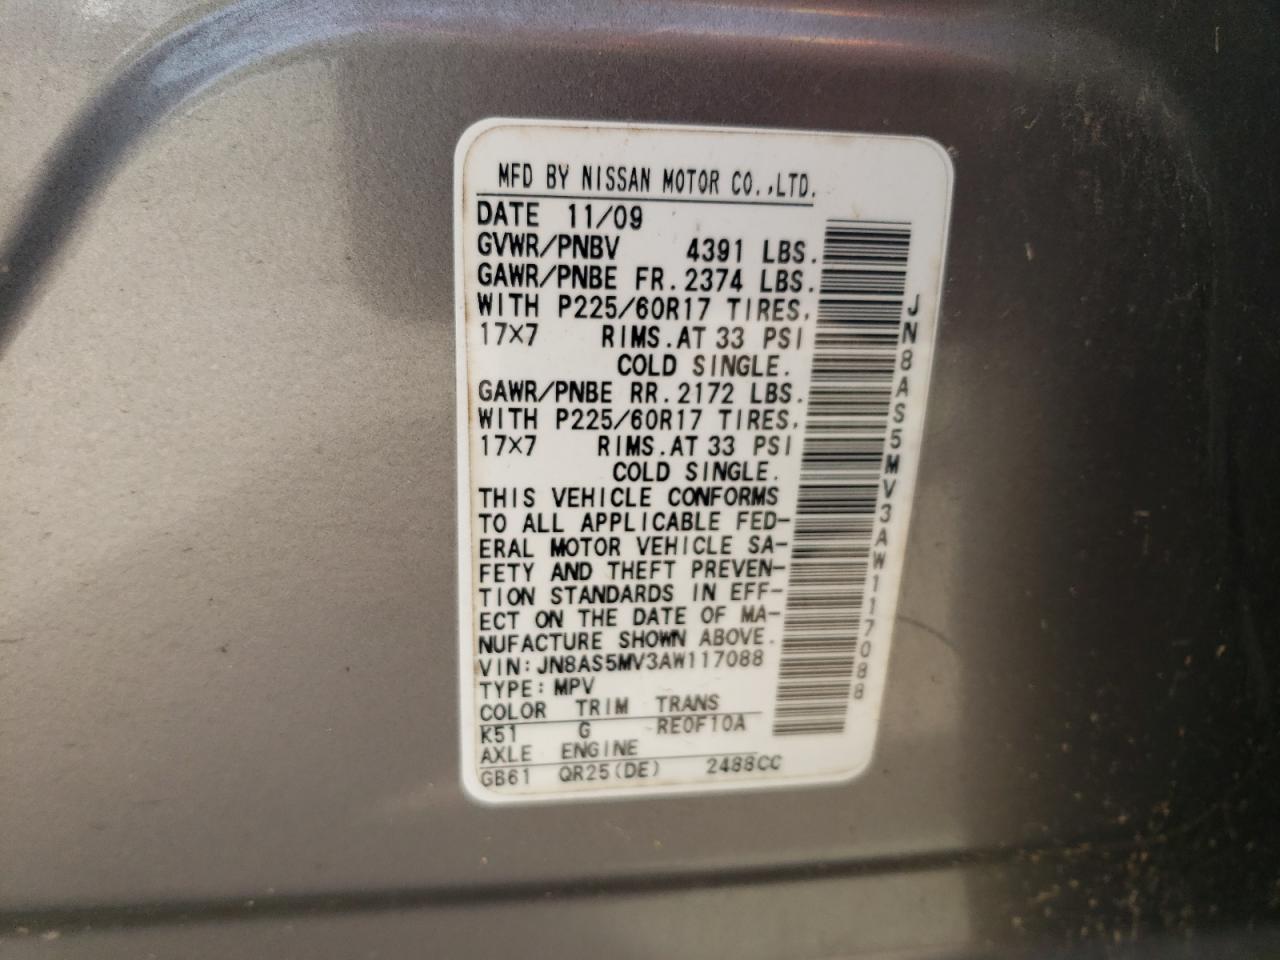 MFD BY NISSAN MOTOR CO.,LTD.
DATE 11/09
GVWR/PNBV 4391 LBS.
GAWR/PNBE FR. 2374 LBS.
WITH P225/60R17 TIRES,
17×7 RIMS. AT 33 PSI
COLD SINGLE.
GAWR/PNBE RR. 2172 LBS.
WITH P225/60R17 TIRES,
17×7 RIMS. AT 33 PSI
COLD SINGLE.
THIS VEHICLE CONFORMS
TO ALL APPLICABLE FED-
ERAL MOTOR VEHICLE SA-
FETY AND THEFT PREVEN-
TION STANDARDS IN EFF-
ECT ON THE DATE OF MA-
NUFACTURE SHOWN ABOVE.
VIN: JN8AS5MV3AW117088
TYPE: MPV
COLOR TRIM TRANS
K51 G RE0F10A
AXLE ENGINE
GB61 QR25(DE) 2488CC
JN8AS5MV3AW117088